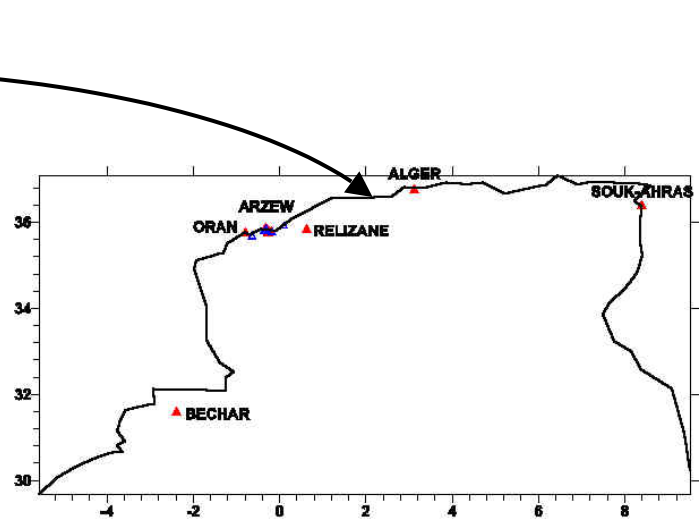 ALGER
SOUK-AHRAS
ARZEW
36
ORAN
RELIZANE
34
32
BECHAR
30
-4
-2
0
2
4
6
8